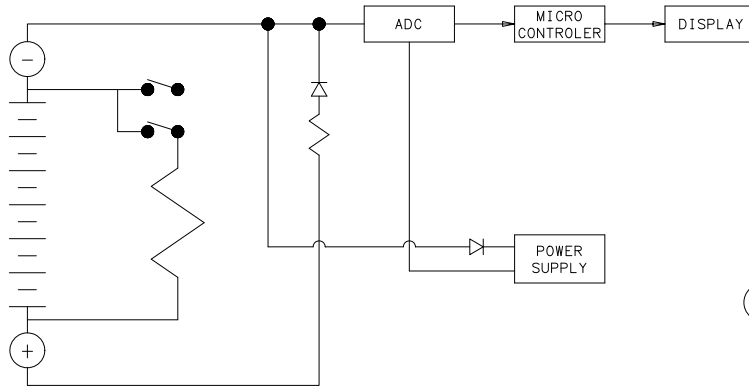 ADC
MICRO
CONTROLER
DISPLAY
-
POWER
SUPPLY
+